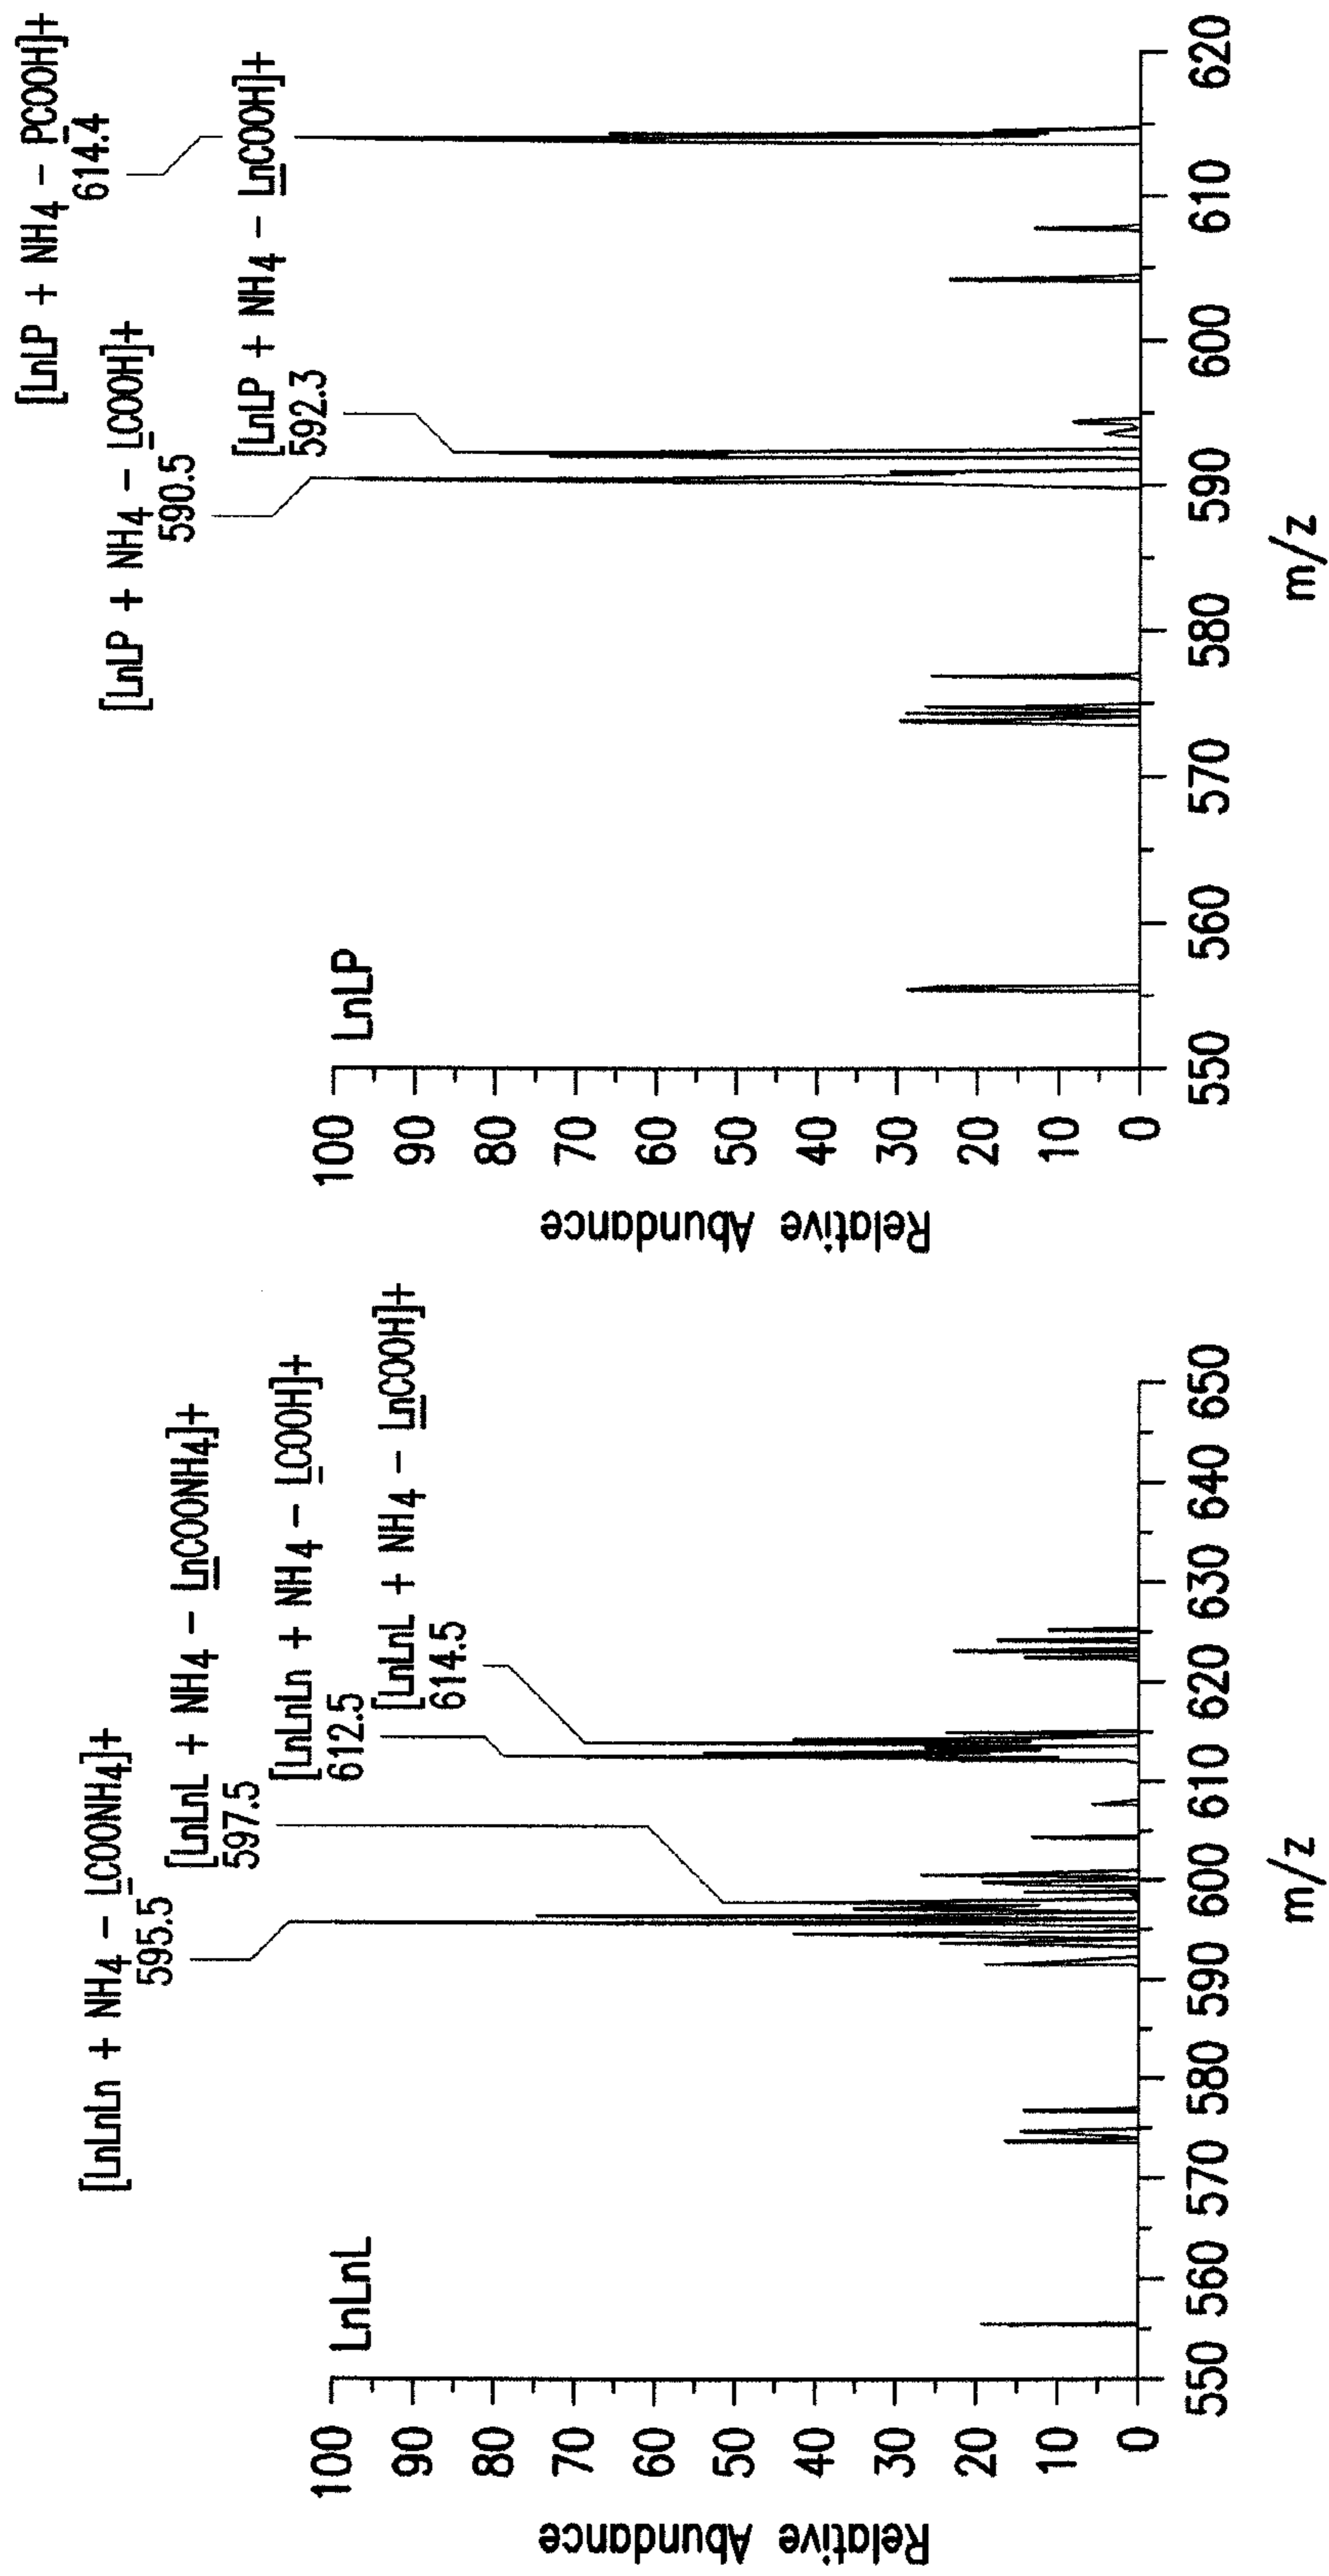 LnLnL
[LnLnLn + NH4 – LCOONH4]+
595.5
[LnLnL + NH4 – LnCOONH4]+
597.5
[LnLnLn + NH4 – LCOOH]+
612.5
[LnLnL + NH4 – LnCOOH]+
614.5
Relative Abundance
100
90
80
70
60
50
40
30
20
10
0
550 560 570 580 590 600 610 620 630 640 650
m/z
LnLP
[LnLP + NH4 – LCOOH]+
590.5
[LnLP + NH4 – PCOOH]+
614.4
[LnLP + NH4 – LnCOOH]+
592.3
Relative Abundance
100
90
80
70
60
50
40
30
20
10
0
550 560 570 580 590 600 610 620
m/z